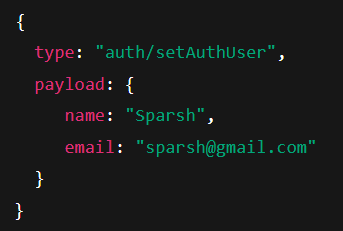 {
  type: "auth/setAuthUser",
  payload: {
     name: "Sparsh",
     email: "sparsh@gmail.com"
  }
}